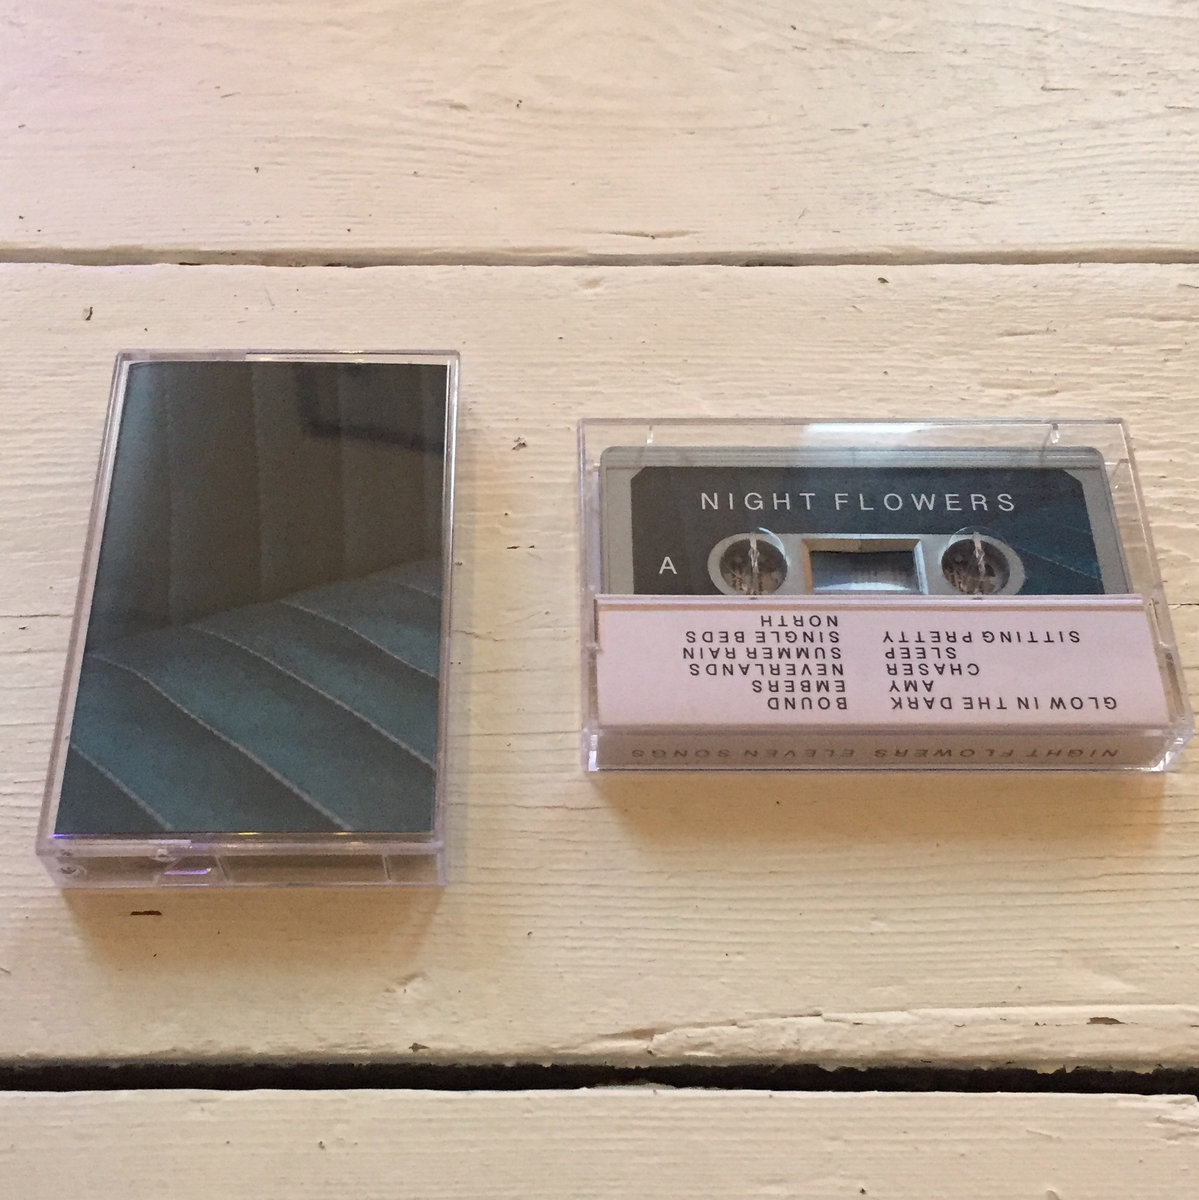 NIGHT FLOWERS
A
GLOW IN THE DARK
AMY
CHASER
SLEEP
SITTING PRETTY
BOUND
EMBERS
NEVERLANDS
SUMMER RAIN
SINGLE BEDS
NORTH
NIGHT FLOWERS ELEVEN SONGS